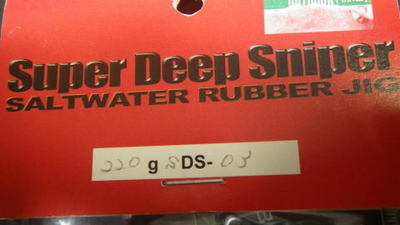 Super Deep Sniper
SALTWATER RUBBER JIG
220 g SDS-03